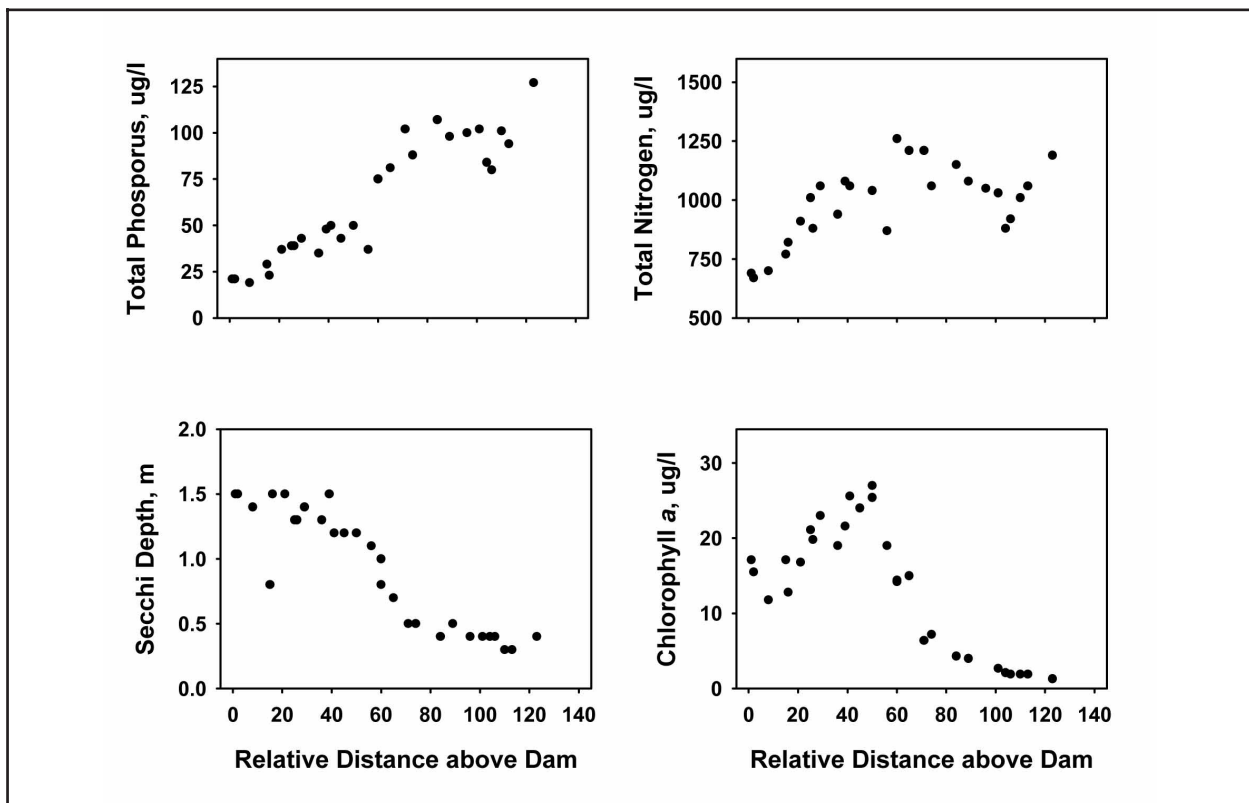 Total Phosporus, ug/l
125
100
75
50
25
0
Total Nitrogen, ug/l
1500
1250
1000
750
500
Secchi Depth, m
2.0
1.5
1.0
0.5
0.0
0 20 40 60 80 100 120 140
Relative Distance above Dam
Chlorophyll a, ug/l
30
20
10
0
0 20 40 60 80 100 120 140
Relative Distance above Dam